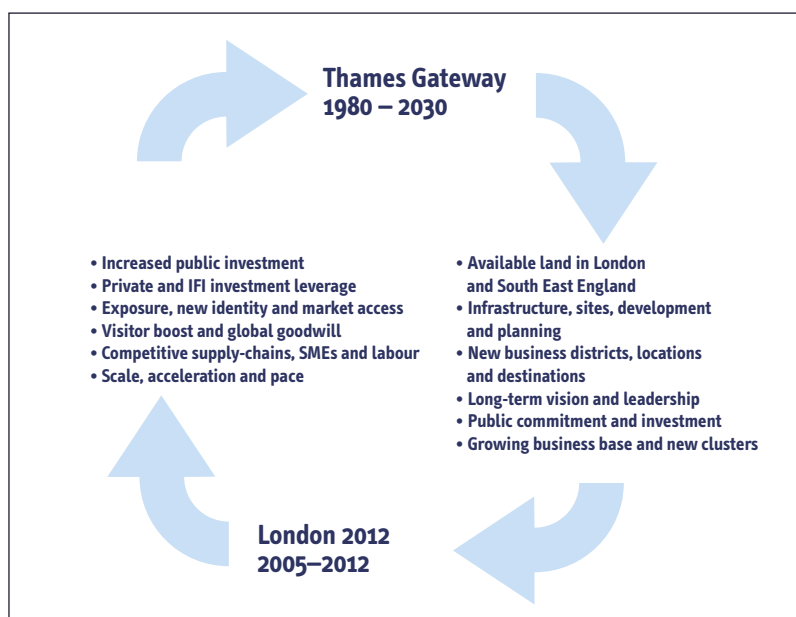 Thames Gateway
1980 – 2030
• Increased public investment
• Private and IFI investment leverage
• Exposure, new identity and market access
• Visitor boost and global goodwill
• Competitive supply-chains, SMEs and labour
• Scale, acceleration and pace
• Available land in London
and South East England
• Infrastructure, sites, development
and planning
• New business districts, locations
and destinations
• Long-term vision and leadership
• Public commitment and investment
• Growing business base and new clusters
London 2012
2005–2012